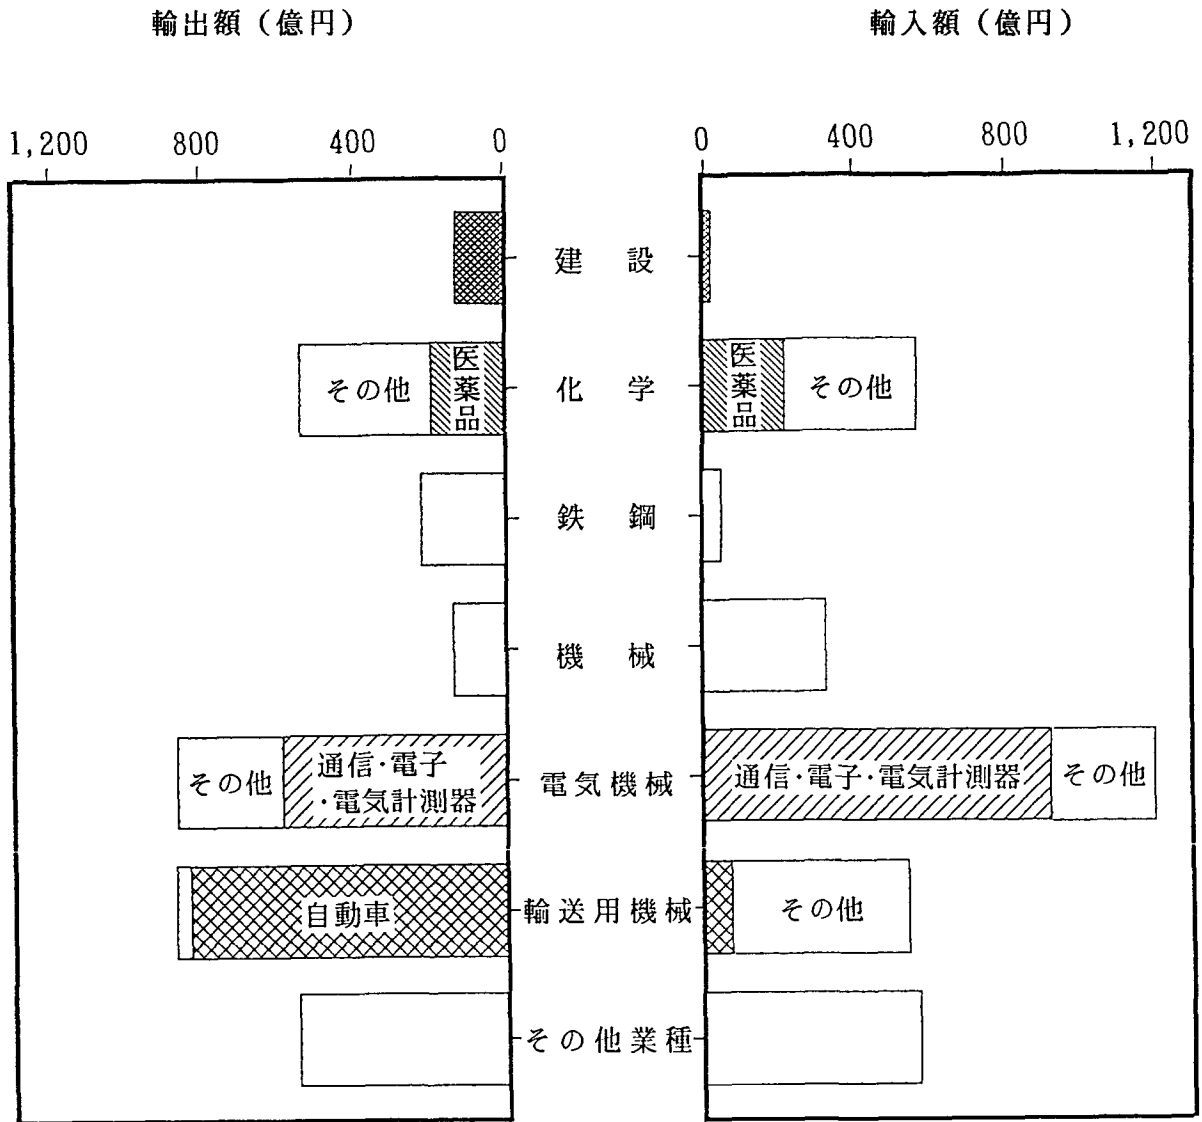 輸出額（億円）
輸入額（億円）
1,200 800 400 0
0 400 800 1,200
建設
その他
医薬品
化学
医薬品
その他
鉄鋼
機械
その他
通信・電子
・電気計測器
電気機械
通信・電子・電気計測器
その他
自動車
輸送用機械
その他
その他業種